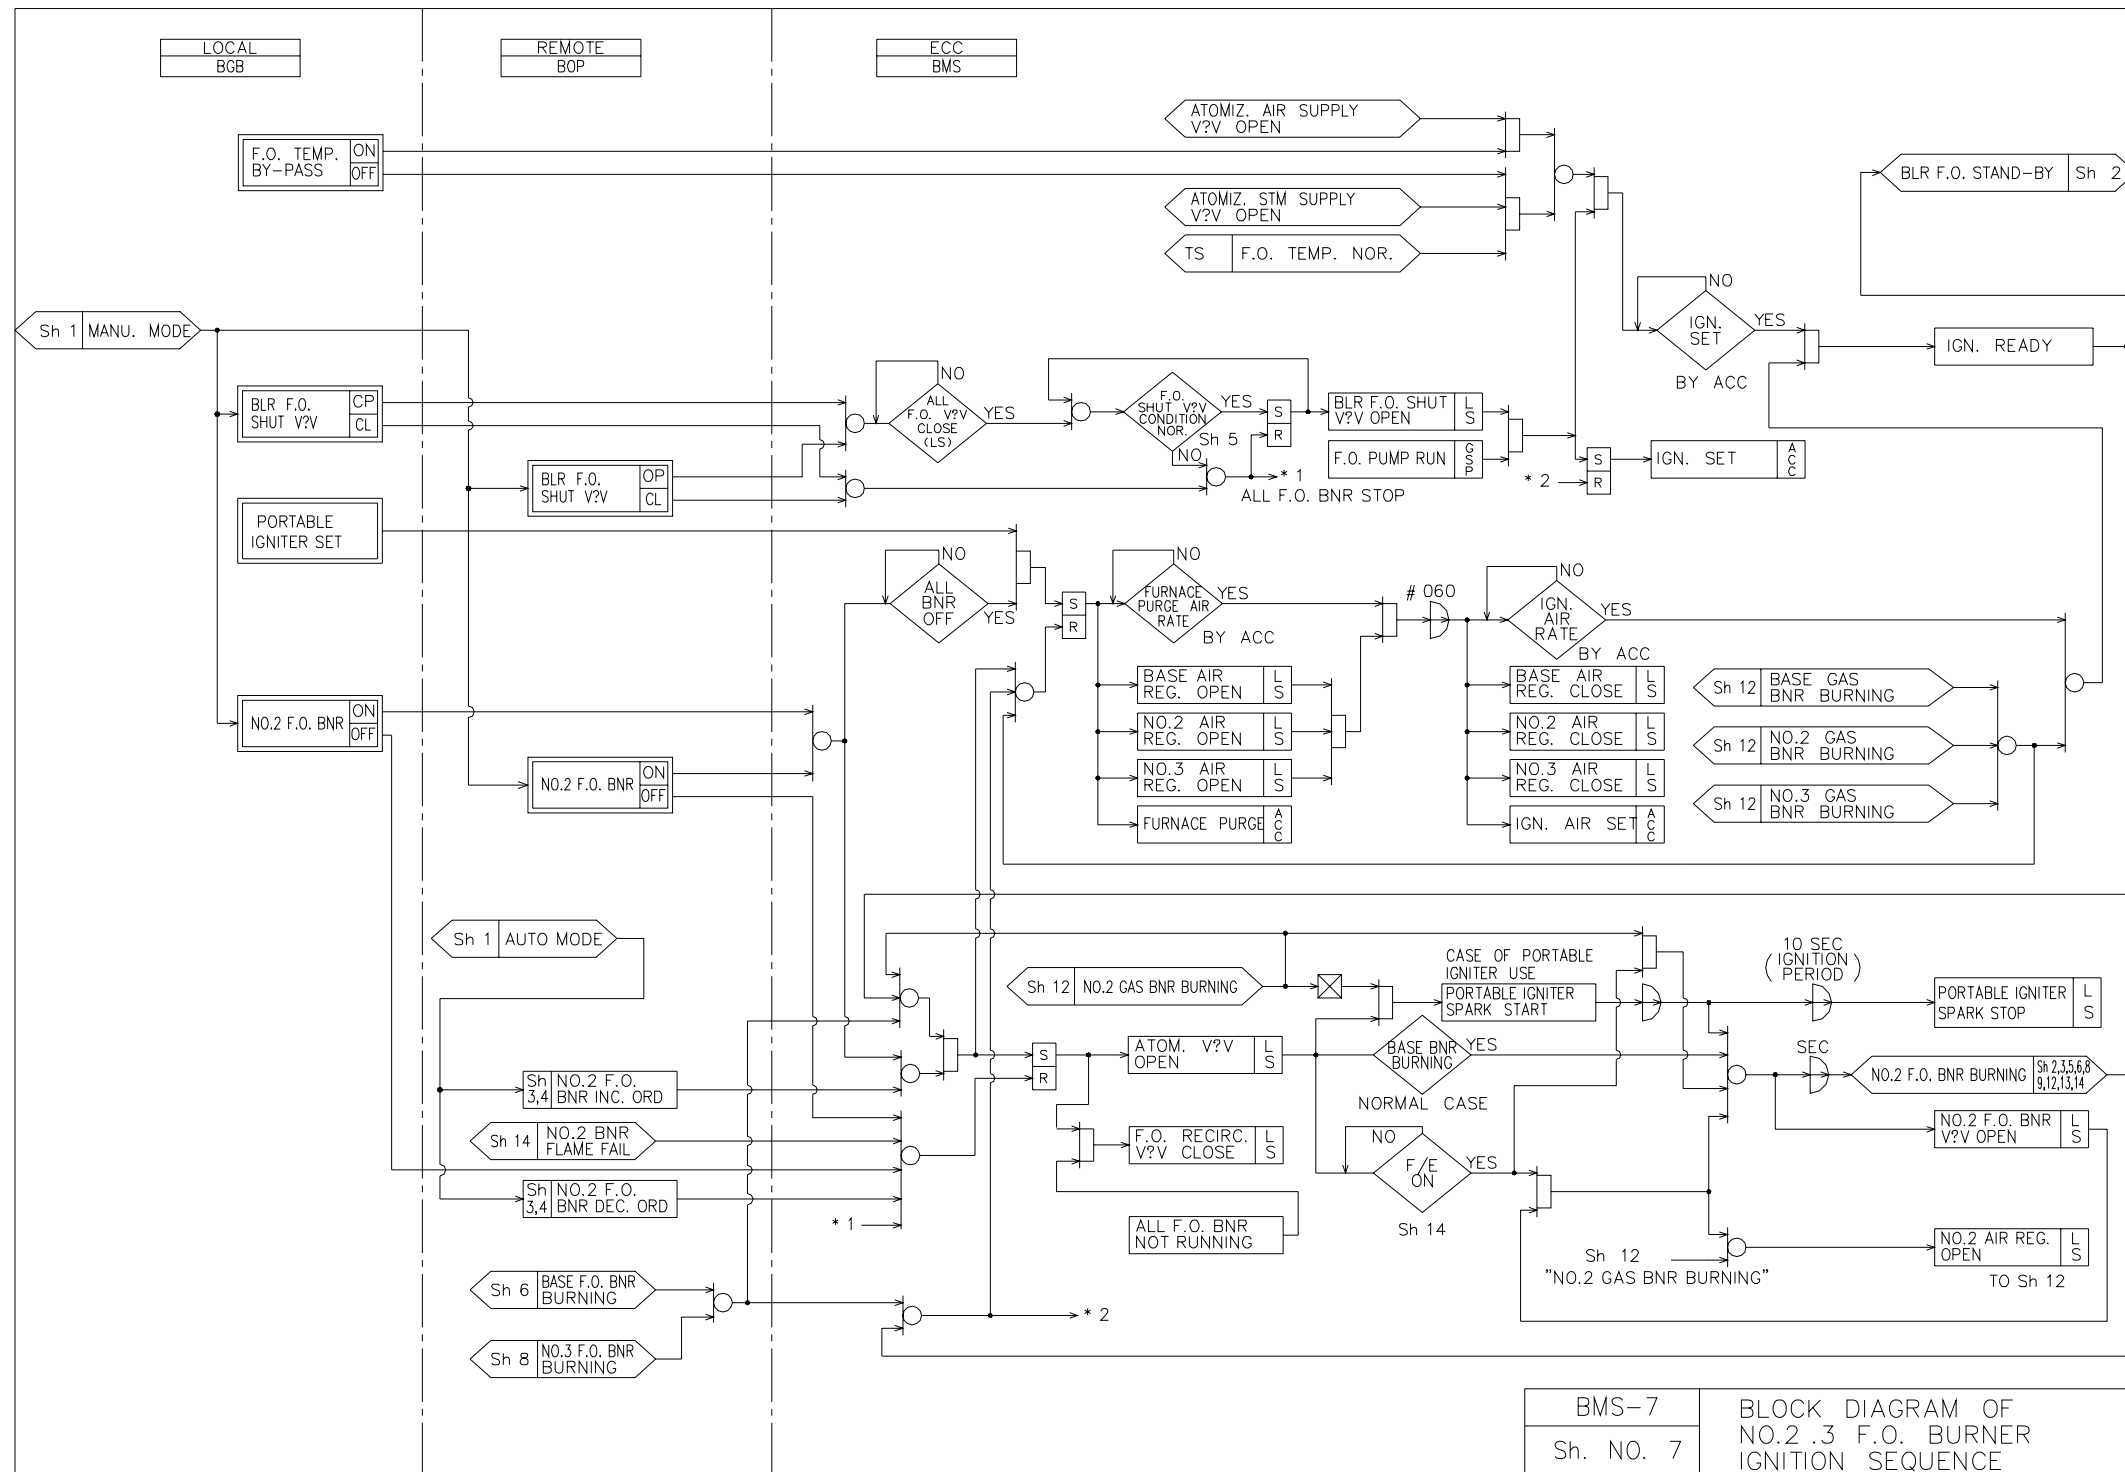 LOCAL
BGB
REMOTE
BOP
ECC
BMS
ATOMIZ. AIR SUPPLY
V?V OPEN
F.O. TEMP.
BY-PASS
ON
OFF
BLR F.O. STAND-BY
Sh 2
ATOMIZ. STM SUPPLY
V?V OPEN
TS
F.O. TEMP. NOR.
NO
IGN.
SET
YES
BY ACC
Sh 1
MANU. MODE
IGN. READY
BLR F.O.
SHUT V?V
CP
CL
NO
ALL
F.O. V?V
CLOSE
(LS)
YES
F.O.
SHUT V?V
CONDITION
NOR.
YES
Sh 5
NO
S
R
BLR F.O. SHUT
V?V OPEN
L
S
F.O. PUMP RUN
G
S
P
* 1
ALL F.O. BNR STOP
* 2
S
R
IGN. SET
A
C
C
BLR F.O.
SHUT V?V
OP
CL
PORTABLE
IGNITER SET
NO
ALL
BNR
OFF
YES
S
R
NO
FURNACE
PURGE AIR
RATE
YES
BY ACC
# 060
NO
IGN.
AIR
RATE
YES
BY ACC
BASE AIR
REG. OPEN
L
S
NO.2 AIR
REG. OPEN
L
S
NO.3 AIR
REG. OPEN
L
S
FURNACE PURGE
A
C
C
BASE AIR
REG. CLOSE
L
S
NO.2 AIR
REG. CLOSE
L
S
NO.3 AIR
REG. CLOSE
L
S
IGN. AIR SET
A
C
C
Sh 12
BASE GAS
BNR BURNING
Sh 12
NO.2 GAS
BNR BURNING
Sh 12
NO.3 GAS
BNR BURNING
NO.2 F.O. BNR
ON
OFF
NO.2 F.O. BNR
ON
OFF
Sh 1
AUTO MODE
Sh 12
NO.2 GAS BNR BURNING
CASE OF PORTABLE
IGNITER USE
PORTABLE IGNITER
SPARK START
10 SEC
(IGNITION
PERIOD)
PORTABLE IGNITER
SPARK STOP
L
S
S
R
ATOM. V?V
OPEN
L
S
BASE BNR
BURNING
YES
NORMAL CASE
SEC
NO.2 F.O. BNR BURNING
Sh 2,3,5,6,8
9,12,13,14
Sh
3,4
NO.2 F.O.
BNR INC. ORD
Sh 14
NO.2 BNR
FLAME FAIL
Sh
3,4
NO.2 F.O.
BNR DEC. ORD
* 1
F.O. RECIRC.
V?V CLOSE
L
S
NO
F/E
ON
YES
Sh 14
NO.2 F.O. BNR
V?V OPEN
L
S
ALL F.O. BNR
NOT RUNNING
Sh 12
"NO.2 GAS BNR BURNING"
NO.2 AIR REG.
OPEN
L
S
TO Sh 12
Sh 6
BASE F.O. BNR
BURNING
* 2
Sh 8
NO.3 F.O. BNR
BURNING
BMS-7
Sh. NO. 7
BLOCK DIAGRAM OF
NO.2 .3 F.O. BURNER
IGNITION SEQUENCE